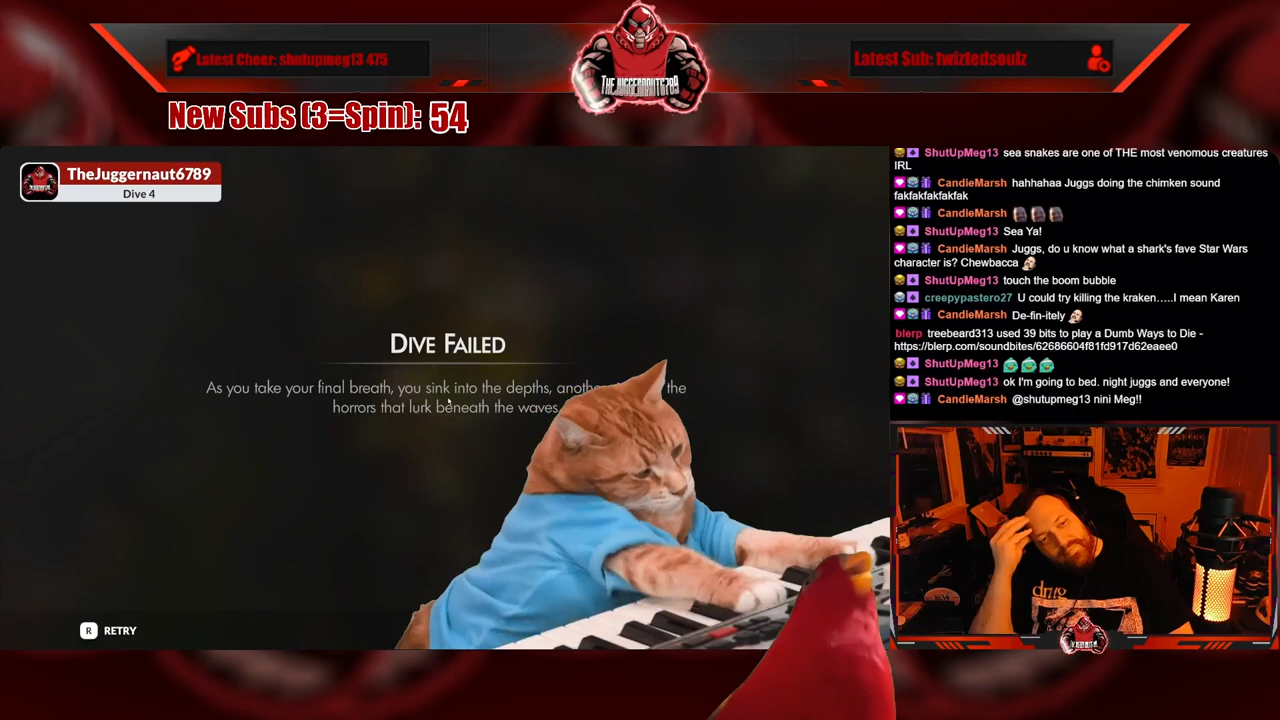 Latest Cheer: shutupmeg13 475
THEJUGGERNAUT6789
Latest Sub: twiztedsoulz
New Subs (3=Spin): 54
TheJuggernaut6789
Dive 4
DIVE FAILED
As you take your final breath, you sink into the depths, the
horrors that lurk beneath the waves.
R RETRY
ShutUpMeg13 sea snakes are one of THE most venomous creatures
IRL
CandieMarsh hahhahaa Juggs doing the chimken sound
fakfakfakfakfak
CandieMarsh
ShutUpMeg13 Sea Ya!
CandieMarsh Juggs, do u know what a shark's fave Star Wars
character is? Chewbacca
ShutUpMeg13 touch the boom bubble
creepypastero27 U could try killing the kraken.....I mean Karen
CandieMarsh De-fin-itely
blerp treebeard313 used 39 bits to play a Dumb Ways to Die -
https://blerp.com/soundbites/62686604f81fd917d62eaee0
ShutUpMeg13
ShutUpMeg13 ok I'm going to bed. night juggs and everyone!
CandieMarsh @shutupmeg13 nini Meg!!